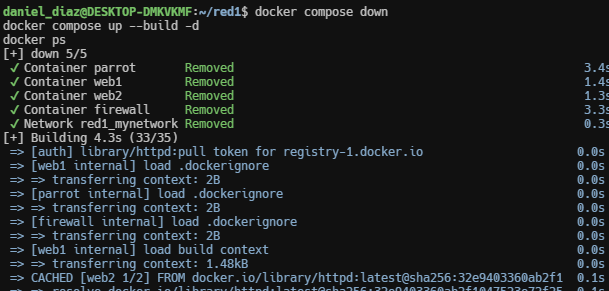 daniel_diaz@DESKTOP-DMKVKMF:~/red1$ docker compose down
docker compose up --build -d
docker ps
[+] down 5/5
✓ Container parrot Removed 3.4s
✓ Container web1 Removed 1.4s
✓ Container web2 Removed 1.3s
✓ Container firewall Removed 3.3s
✓ Network red1_mynetwork Removed 0.3s
[+] Building 4.3s (33/35)
=> [auth] library/httpd:pull token for registry-1.docker.io 0.0s
=> [web1 internal] load .dockerignore 0.0s
=> => transferring context: 2B 0.0s
=> [parrot internal] load .dockerignore 0.0s
=> => transferring context: 2B 0.0s
=> [firewall internal] load .dockerignore 0.0s
=> => transferring context: 2B 0.0s
=> [web1 internal] load build context 0.0s
=> => transferring context: 1.48kB 0.0s
=> CACHED [web2 1/2] FROM docker.io/library/httpd:latest@sha256:32e9403360ab2f1 0.1s
=> => resolve 0.1s